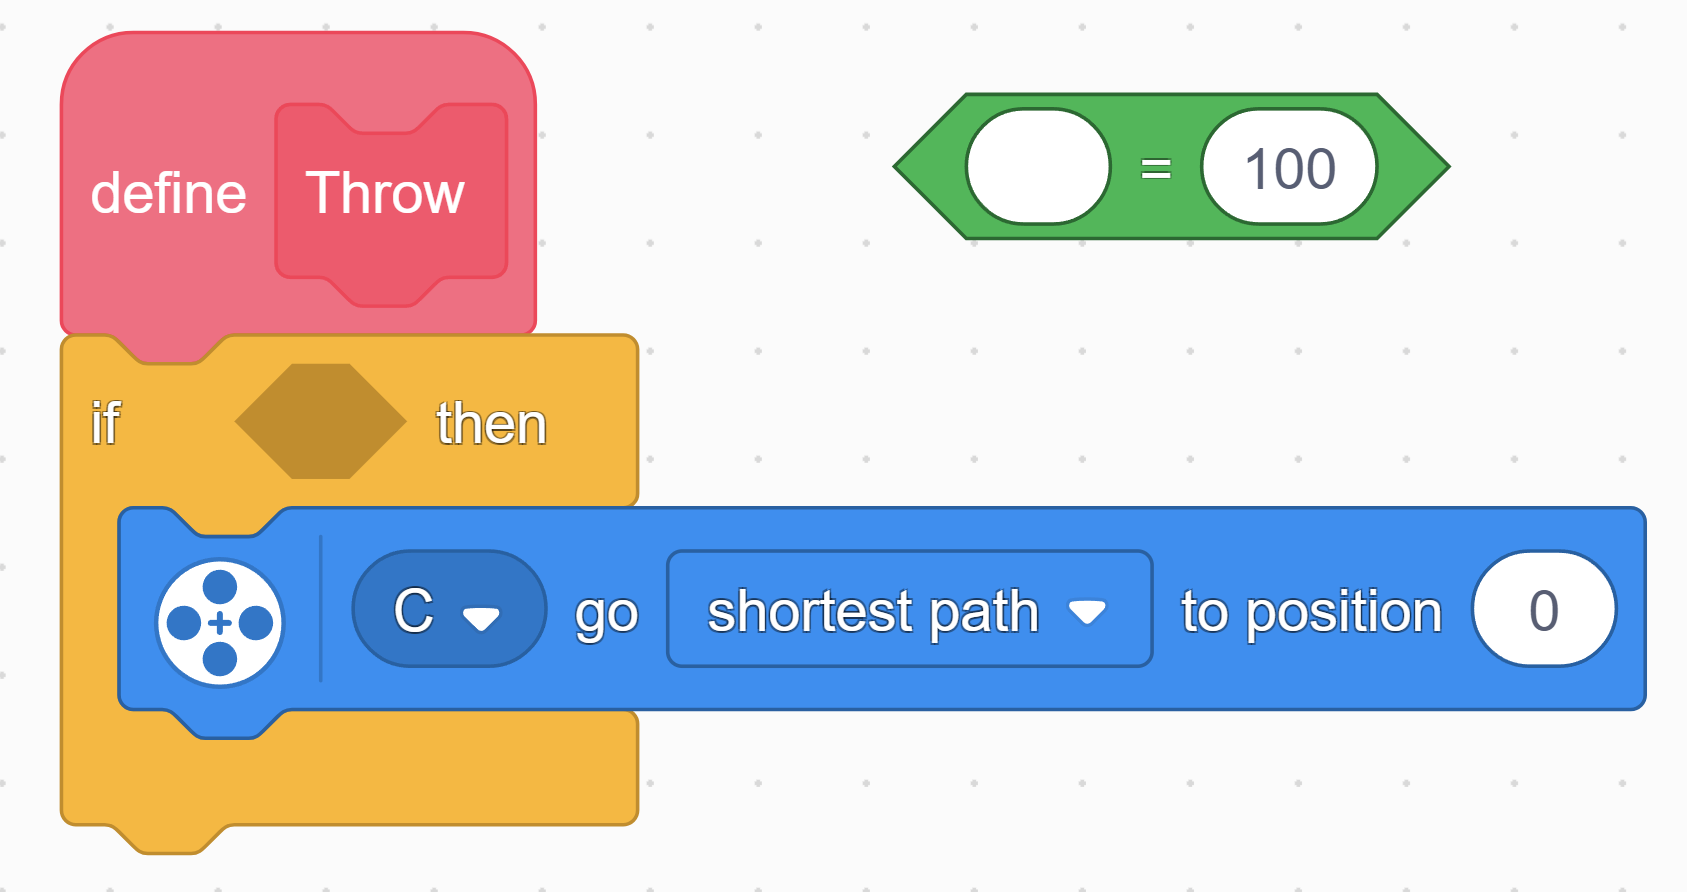 define Throw
= 100
if then
C go shortest path to position 0